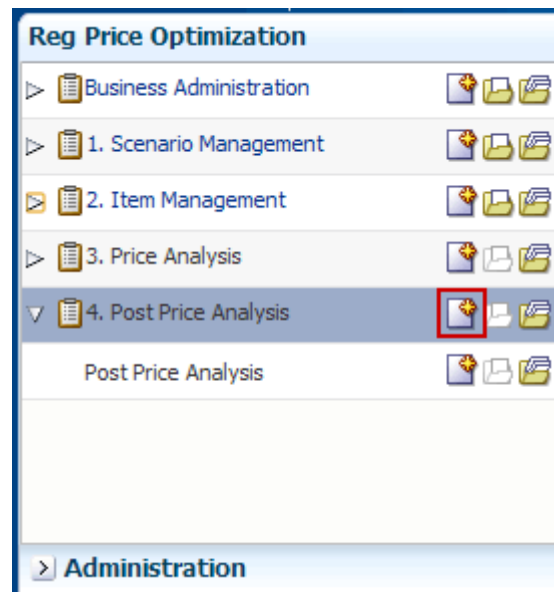 Reg Price Optimization
Business Administration
1. Scenario Management
2. Item Management
3. Price Analysis
4. Post Price Analysis
Post Price Analysis
Administration